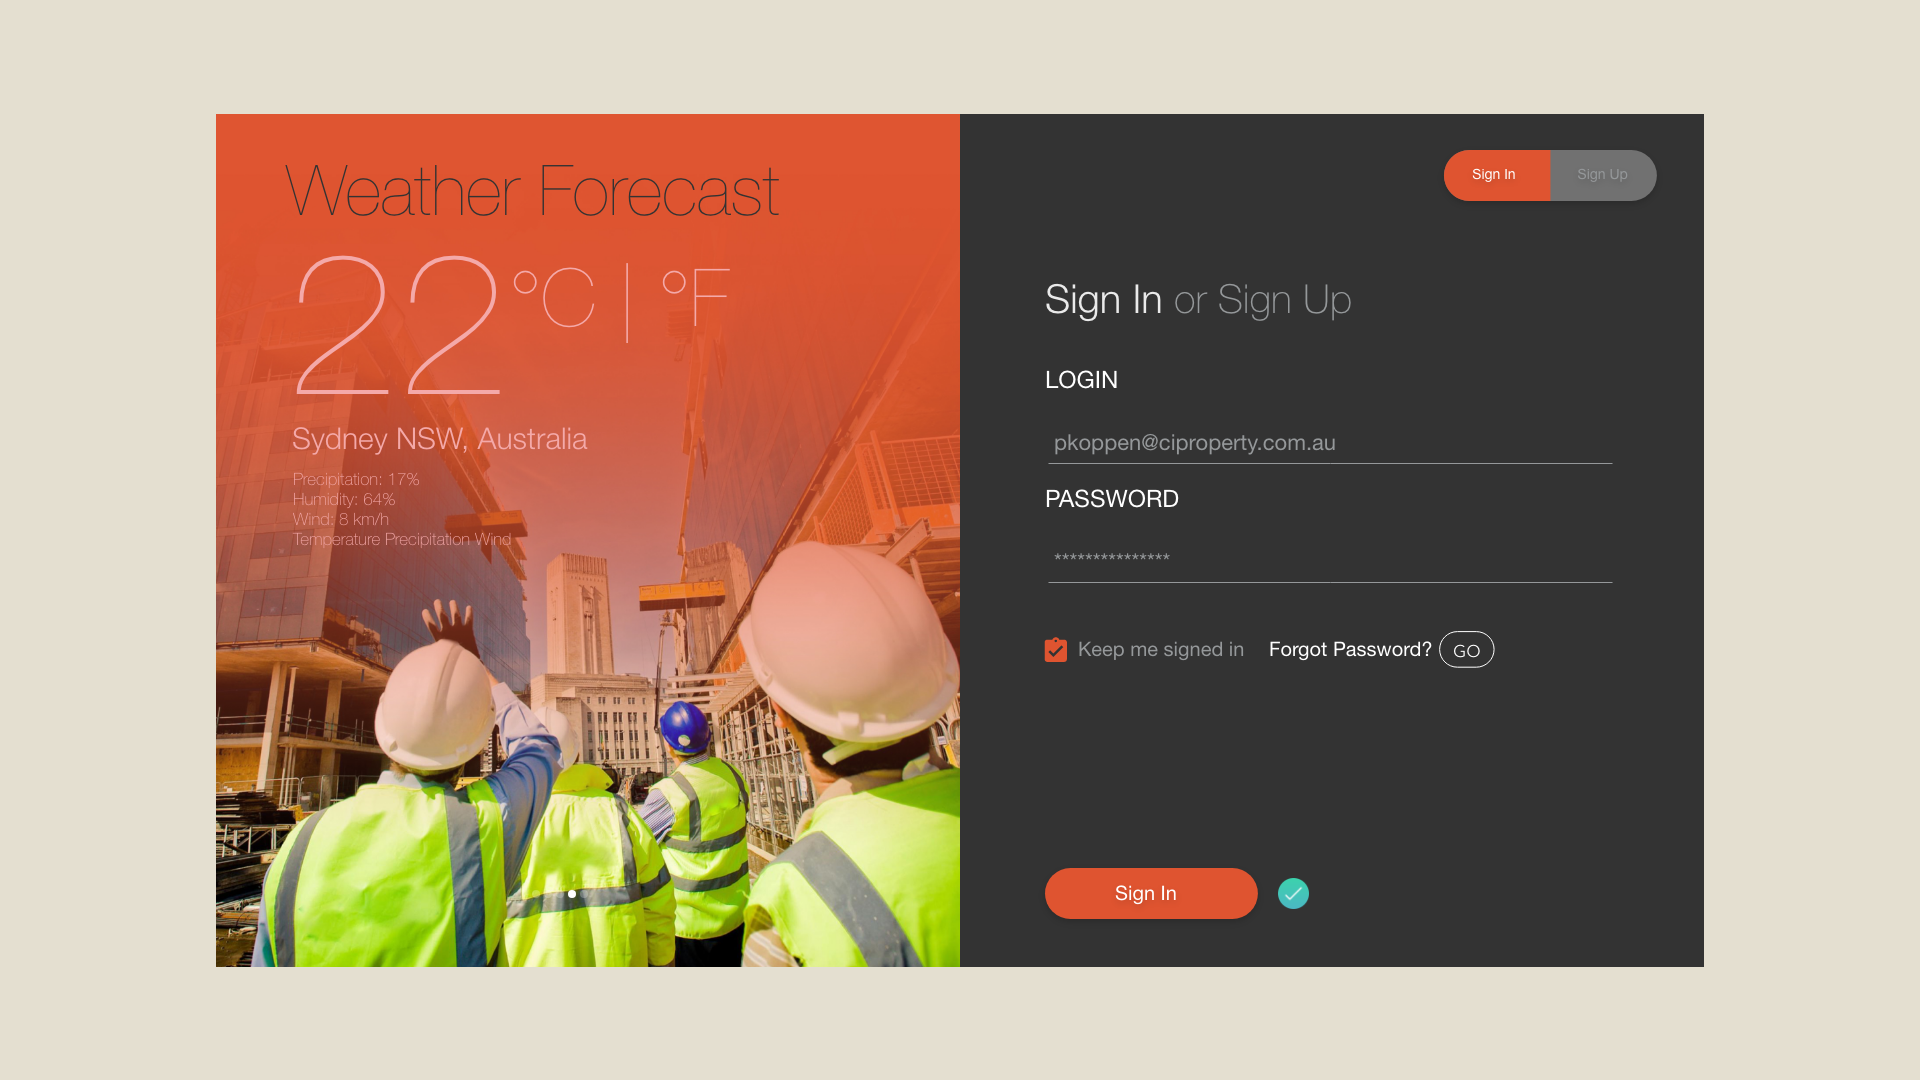 Weather Forecast
22 °C | °F
Sydney NSW, Australia
Precipitation: 17%
Humidity: 64%
Wind: 8 km/h
Temperature Precipitation Wind
Sign In
Sign Up
Sign In or Sign Up
LOGIN
pkoppen@ciproperty.com.au
PASSWORD
***************
Keep me signed in
Forgot Password? GO
Sign In